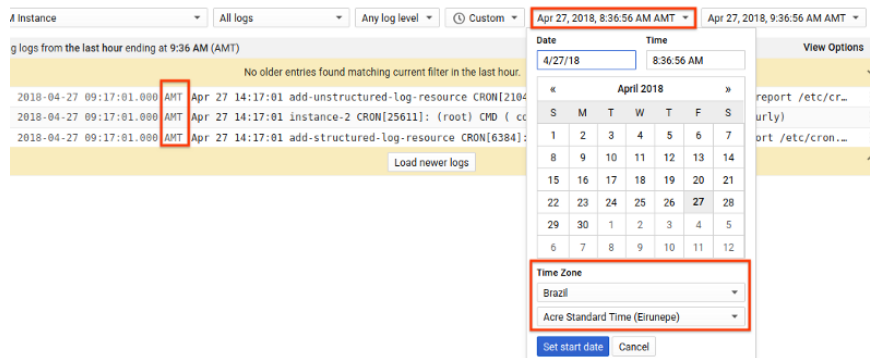 M Instance All logs Any log level Custom Apr 27, 2018, 8:36:56 AM AMT Apr 27, 2018, 9:36:56 AM AMT
g logs from the last hour ending at 9:36 AM (AMT) View Options
Date Time
4/27/18 8:36:56 AM
No older entries found matching current filter in the last hour.
« April 2018 »
2018-04-27 09:17:01.000 AMT Apr 27 14:17:01 add-unstructured-log-resource CRON[2104 report /etc/cr…
S M T W T F S
2018-04-27 09:17:01.000 AMT Apr 27 14:17:01 instance-2 CRON[25611]: (root) CMD ( co urly)
1 2 3 4 5 6 7
2018-04-27 09:17:01.000 AMT Apr 27 14:17:01 add-structured-log-resource CRON[6384]: ort /etc/cron.…
8 9 10 11 12 13 14
Load newer logs
15 16 17 18 19 20 21
22 23 24 25 26 27 28
29 30 1 2 3 4 5
6 7 8 9 10 11 12
Time Zone
Brazil
Acre Standard Time (Eirunepe)
Set start date Cancel